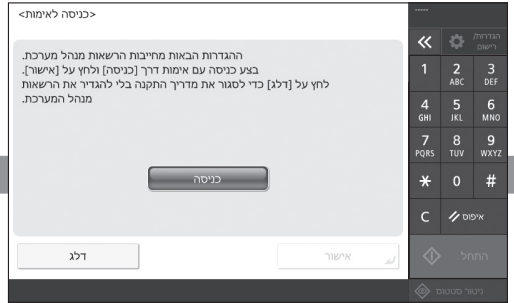 <כניסה לאימות>
ההגדרות הבאות מחייבות הרשאות מנהל מערכת.
בצע כניסה עם אימות דרך [כניסה] ולחץ על [אישור].
לחץ על [דלג] כדי לסגור את מדריך התקנה בלי להגדיר את הרשאות
מנהל המערכת.
כניסה
דלג
אישור
-----
הגדרות/
רישום
1
2
ABC
3
DEF
4
GHI
5
JKL
6
MNO
7
PQRS
8
TUV
9
WXYZ
*
0
#
C
איפוס
התחל
ניטור סטטוס